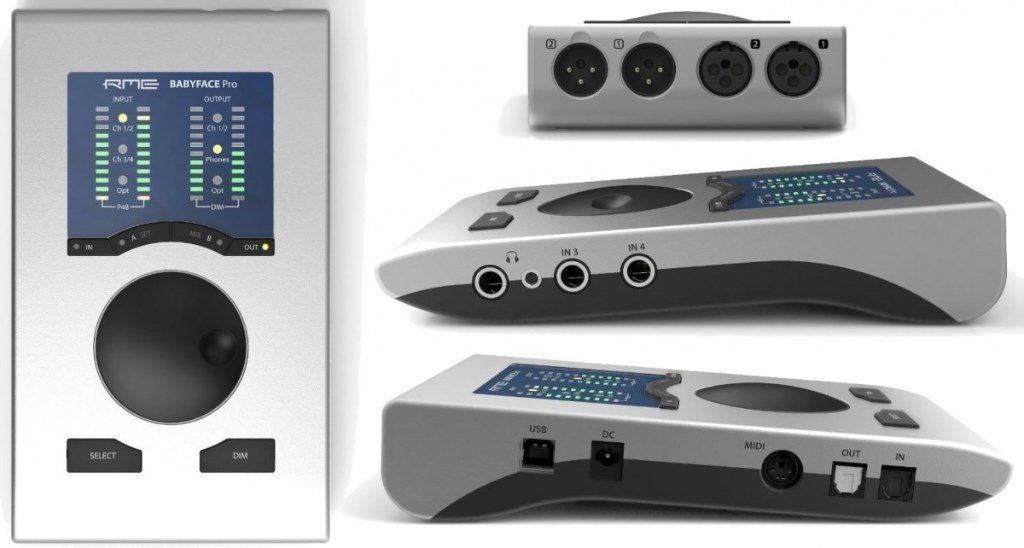 RME BABYFACE Pro
INPUT OUTPUT
Ch 1/2 Ch 1/2
Ch 3/4 Phones
Opt Opt
P48 DIM
IN A SET MIX B OUT
SELECT DIM
2 1 2 1
RME
IN 3 IN 4
RME
USB DC MIDI OUT IN